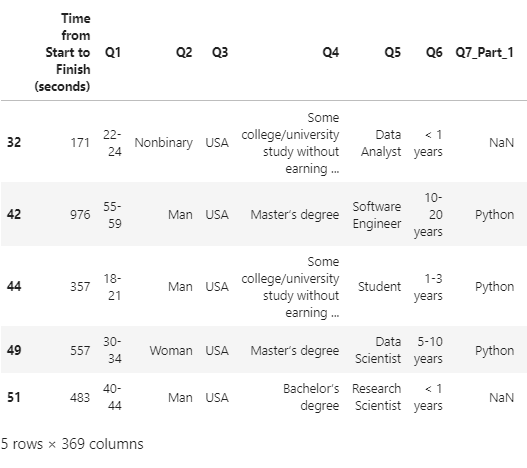 Time
from
Start to
Finish
(seconds) Q1 Q2 Q3 Q4 Q5 Q6 Q7_Part_1
32 171 22-
24 Nonbinary USA Some
college/university
study without
earning ... Data
Analyst < 1
years NaN
42 976 55-
59 Man USA Master's degree Software
Engineer 10-
20
years Python
44 357 18-
21 Man USA Some
college/university
study without
earning ... Student 1-3
years Python
49 557 30-
34 Woman USA Master's degree Data
Scientist 5-10
years Python
51 483 40-
44 Man USA Bachelor's
degree Research
Scientist < 1
years NaN
5 rows × 369 columns